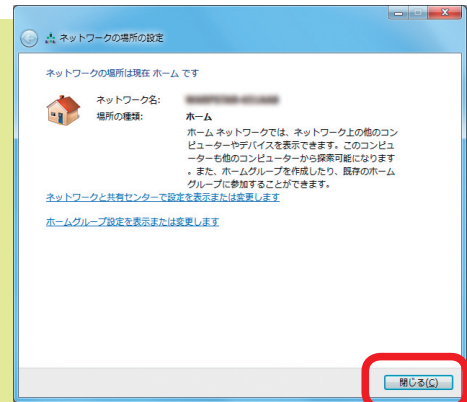 ネットワークの場所の設定
ネットワークの場所は現在 ホーム です
ネットワーク名:
場所の種類: ホーム
ホーム ネットワークでは、ネットワーク上の他のコン
ピューターやデバイスを表示できます。このコンピュ
ーターも他のコンピューターから探索可能になります
。また、ホームグループを作成したり、既存のホーム
グループに参加することができます。
ネットワークと共有センターで設定を表示または変更します
ホームグループ設定を表示または変更します
閉じる(C)